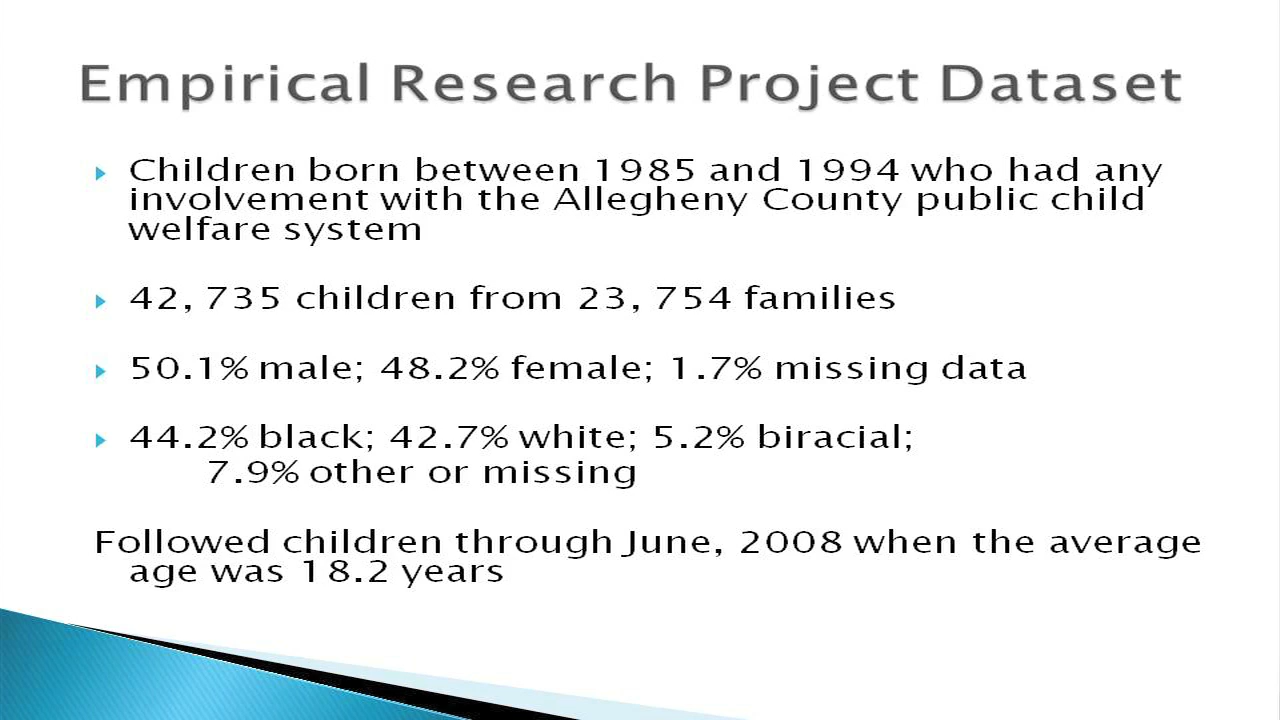 Empirical Research Project Dataset
Children born between 1985 and 1994 who had any
involvement with the Allegheny County public child
welfare system
42, 735 children from 23, 754 families
50.1% male; 48.2% female; 1.7% missing data
44.2% black; 42.7% white; 5.2% biracial;
7.9% other or missing
Followed children through June, 2008 when the average
age was 18.2 years